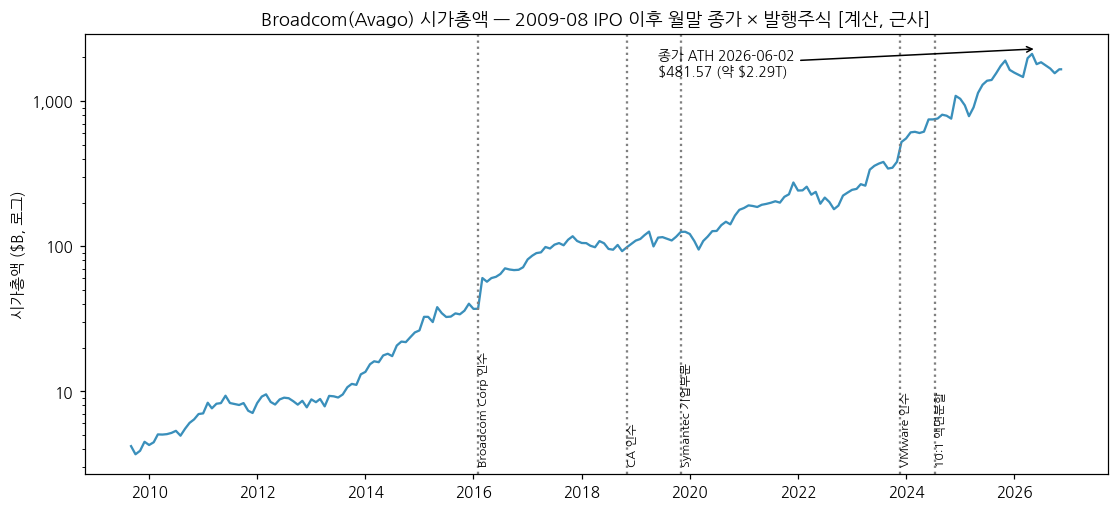 Broadcom(Avago) 시가총액 — 2009-08 IPO 이후 월말 종가 × 발행주식 [계산, 근사]
종가 ATH 2026-06-02
$481.57 (약 $2.29T)
시가총액 ($B, 로그)
1,000
100
10
Broadcom Corp 인수
CA 인수
Symantec 기업부문
VMware 인수
10:1 액면분할
2010
2012
2014
2016
2018
2020
2022
2024
2026